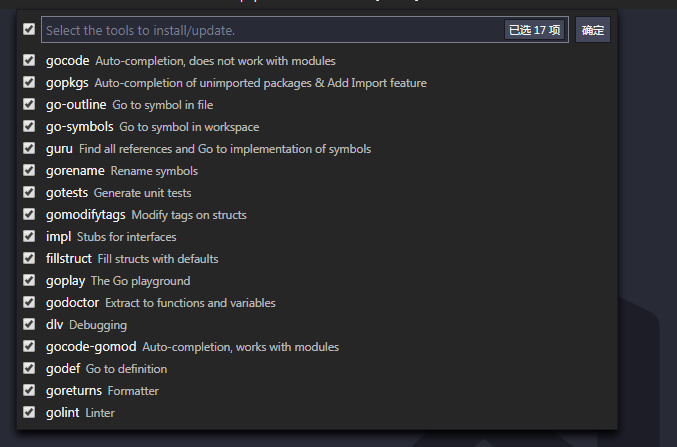 Select the tools to install/update. 已选 17 项 确定
gocode Auto-completion, does not work with modules
gopkgs Auto-completion of unimported packages & Add Import feature
go-outline Go to symbol in file
go-symbols Go to symbol in workspace
guru Find all references and Go to implementation of symbols
gorename Rename symbols
gotests Generate unit tests
gomodifytags Modify tags on structs
impl Stubs for interfaces
fillstruct Fill structs with defaults
goplay The Go playground
godoctor Extract to functions and variables
dlv Debugging
gocode-gomod Auto-completion, works with modules
godef Go to definition
goreturns Formatter
golint Linter